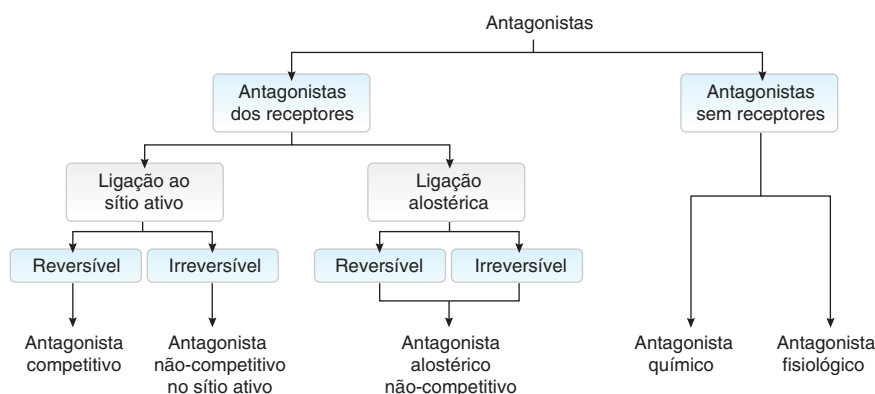 Antagonistas
Antagonistas
dos receptores
Antagonistas
sem receptores
Ligação ao
sítio ativo
Ligação
alostérica
Reversível
Irreversível
Reversível
Irreversível
Antagonista
competitivo
Antagonista
não-competitivo
no sítio ativo
Antagonista
alostérico
não-competitivo
Antagonista
químico
Antagonista
fisiológico